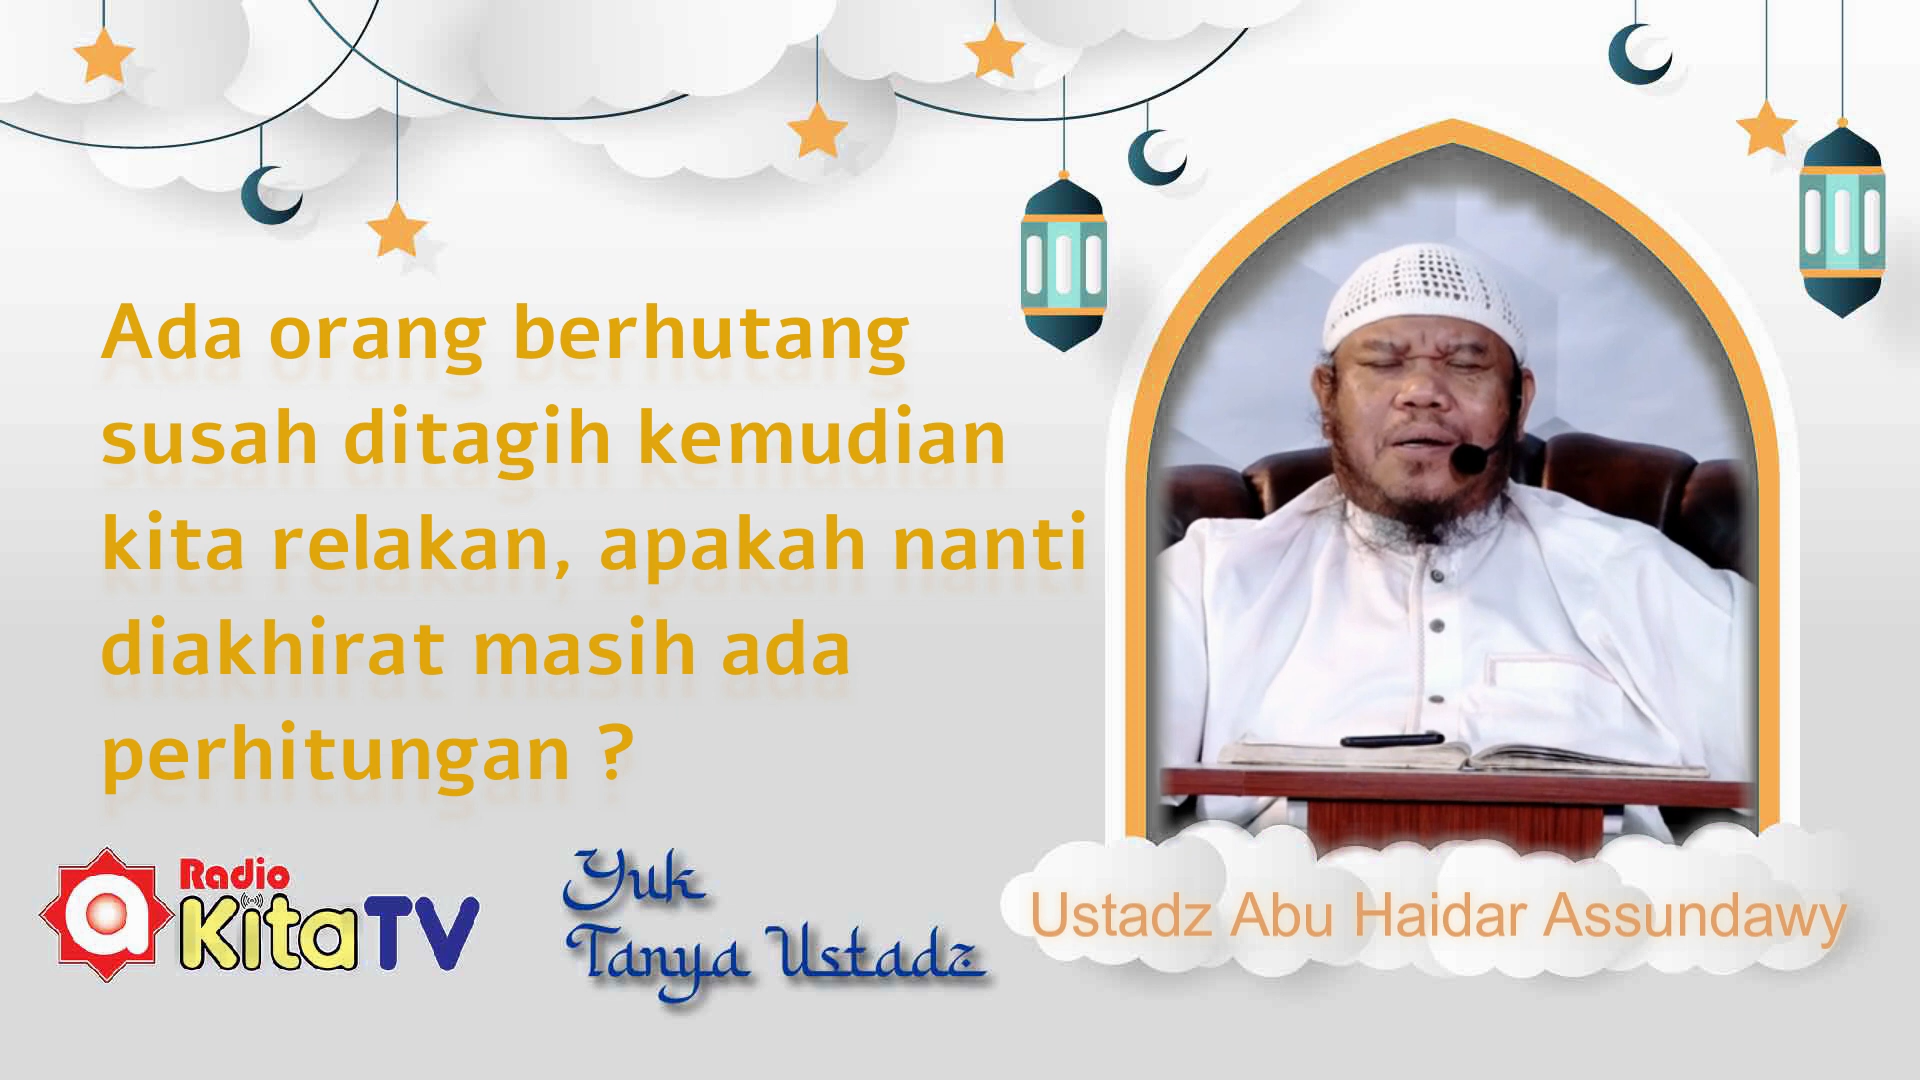 Ada orang berhutang
susah ditagih kemudian
kita relakan, apakah nanti
diakhirat masih ada
perhitungan ?
Radio
KitaTV
Yuk
Tanya Ustadz
Ustadz Abu Haidar Assundawy